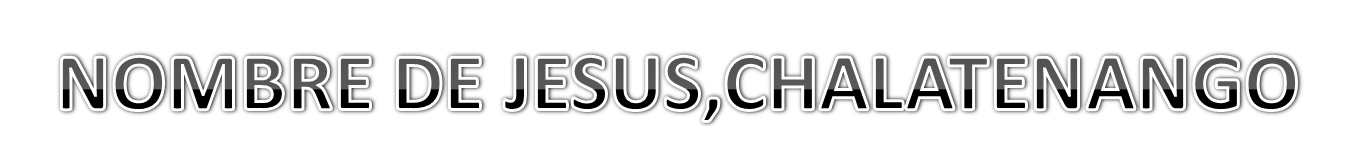 NOMBRE DE JESUS,CHALATENANGO